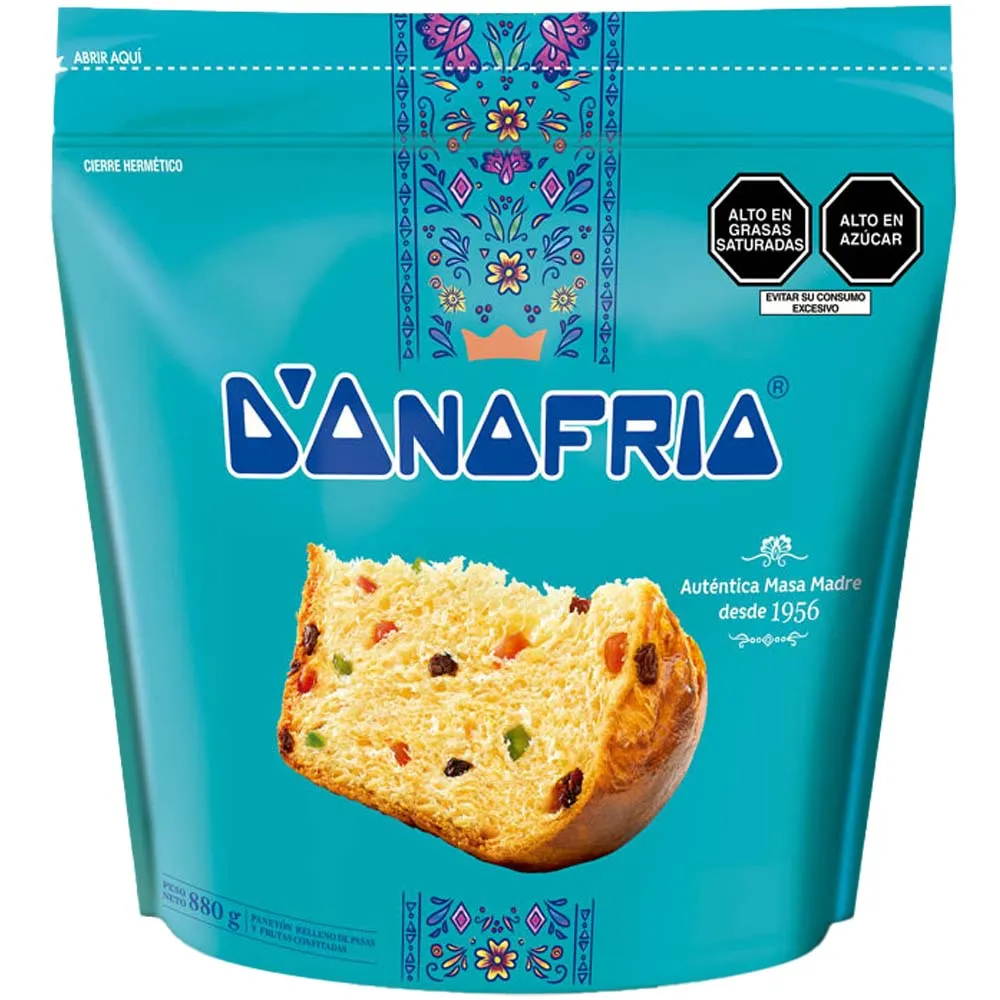 ABRIR AQUÍ
CIERRE HERMÉTICO
ALTO EN
GRASAS
SATURADAS
ALTO EN
AZÚCAR
EVITAR SU CONSUMO
EXCESIVO
D'ANAFRIA®
Auténtica Masa Madre
desde 1956
PESO
NETO 880 g
PANETÓN RELLENO DE PASAS
Y FRUTAS CONFITADAS